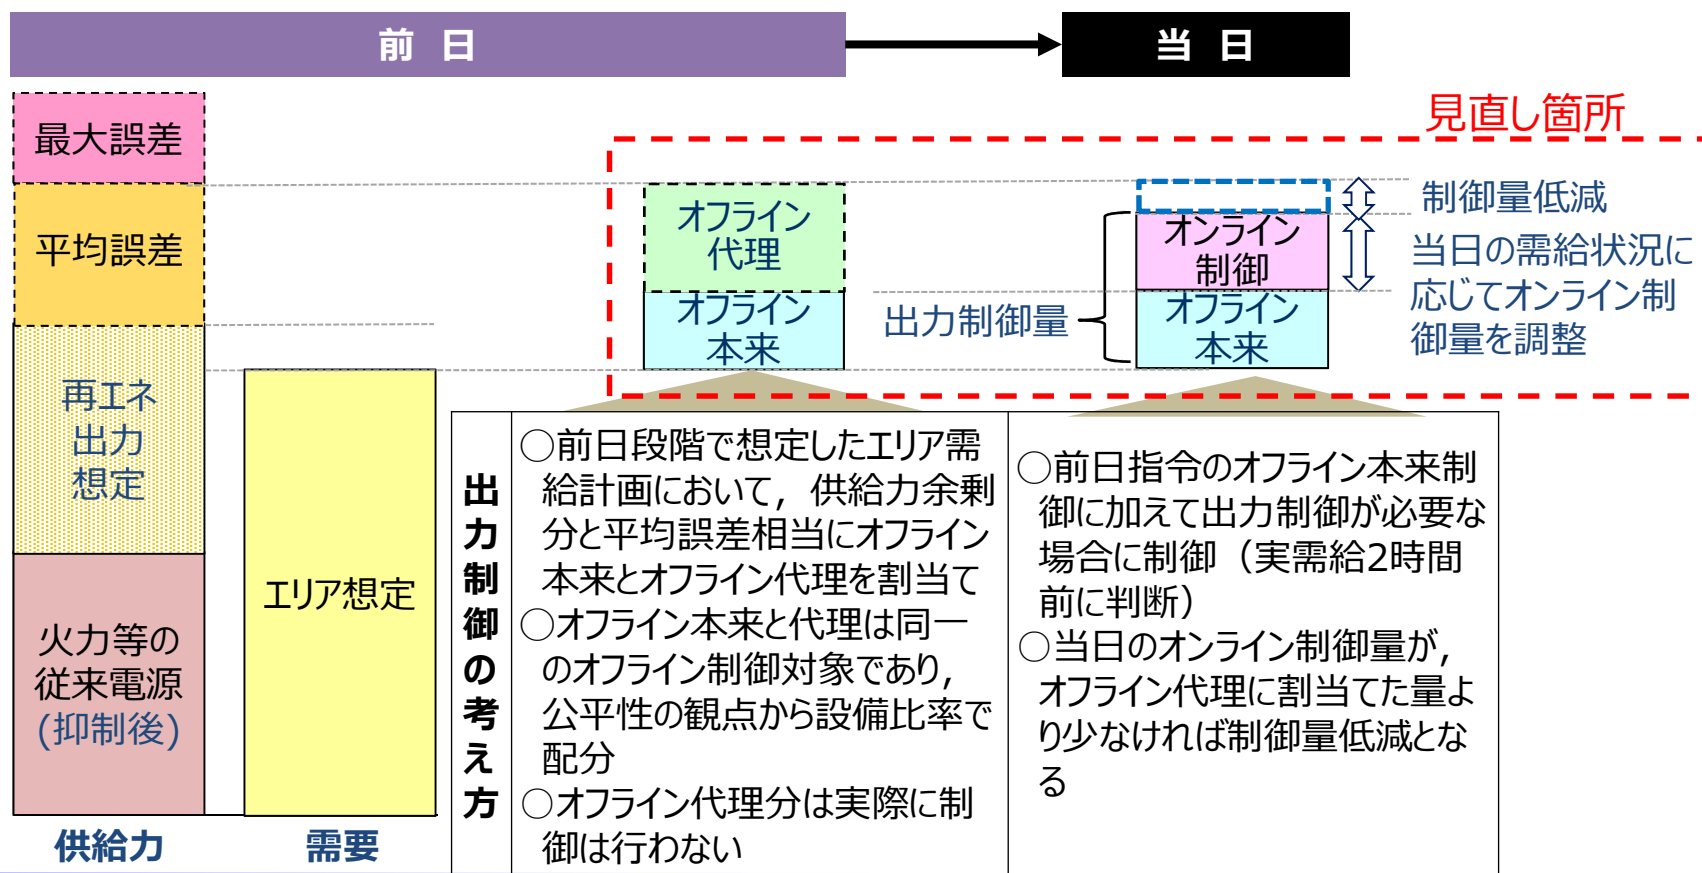 前 日
当 日
見直し箇所
最大誤差
平均誤差
再エネ
出力
想定
火力等の
従来電源
(抑制後)
供給力
エリア想定
需要
オフライン
代理
オフライン
本来
出力制御量
オンライン
制御
オフライン
本来
制御量低減
当日の需給状況に
応じてオンライン制
御量を調整
出力制御の考え方
○前日段階で想定したエリア需
給計画において，供給力余剰
分と平均誤差相当にオフライン
本来とオフライン代理を割当て
○オフライン本来と代理は同一
のオフライン制御対象であり，
公平性の観点から設備比率で
配分
○オフライン代理分は実際に制
御は行わない
○前日指令のオフライン本来制
御に加えて出力制御が必要な
場合に制御（実需給2時間
前に判断）
○当日のオンライン制御量が，
オフライン代理に割当てた量よ
り少なければ制御量低減とな
る